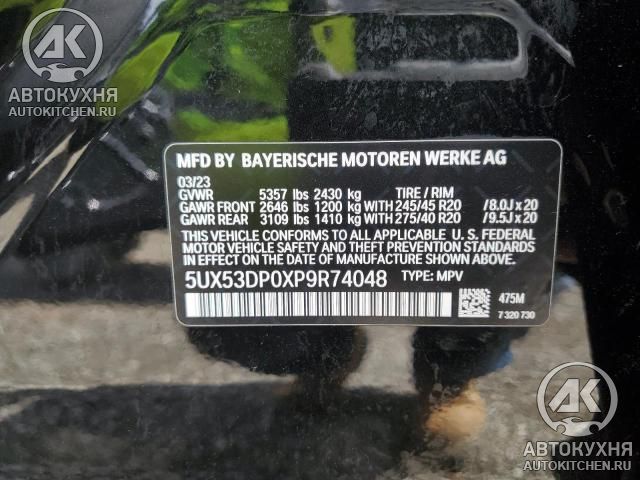 AK
АВТОКУХНЯ
AUTOKITCHEN.RU
MFD BY BAYERISCHE MOTOREN WERKE AG
03/23
GVWR 5357 lbs 2430 kg TIRE / RIM
GAWR FRONT 2646 lbs 1200 kg WITH 245/45 R20 /8.0J x 20
GAWR REAR 3109 lbs 1410 kg WITH 275/40 R20 /9.5J x 20
THIS VEHICLE CONFORMS TO ALL APPLICABLE U. S. FEDERAL
MOTOR VEHICLE SAFETY AND THEFT PREVENTION STANDARDS
IN EFFECT ON THE DATE OF MANUFACTURE SHOWN ABOVE.
5UX53DP0XP9R74048 TYPE: MPV
475M
7 320 730
AK
АВТОКУХНЯ
AUTOKITCHEN.RU